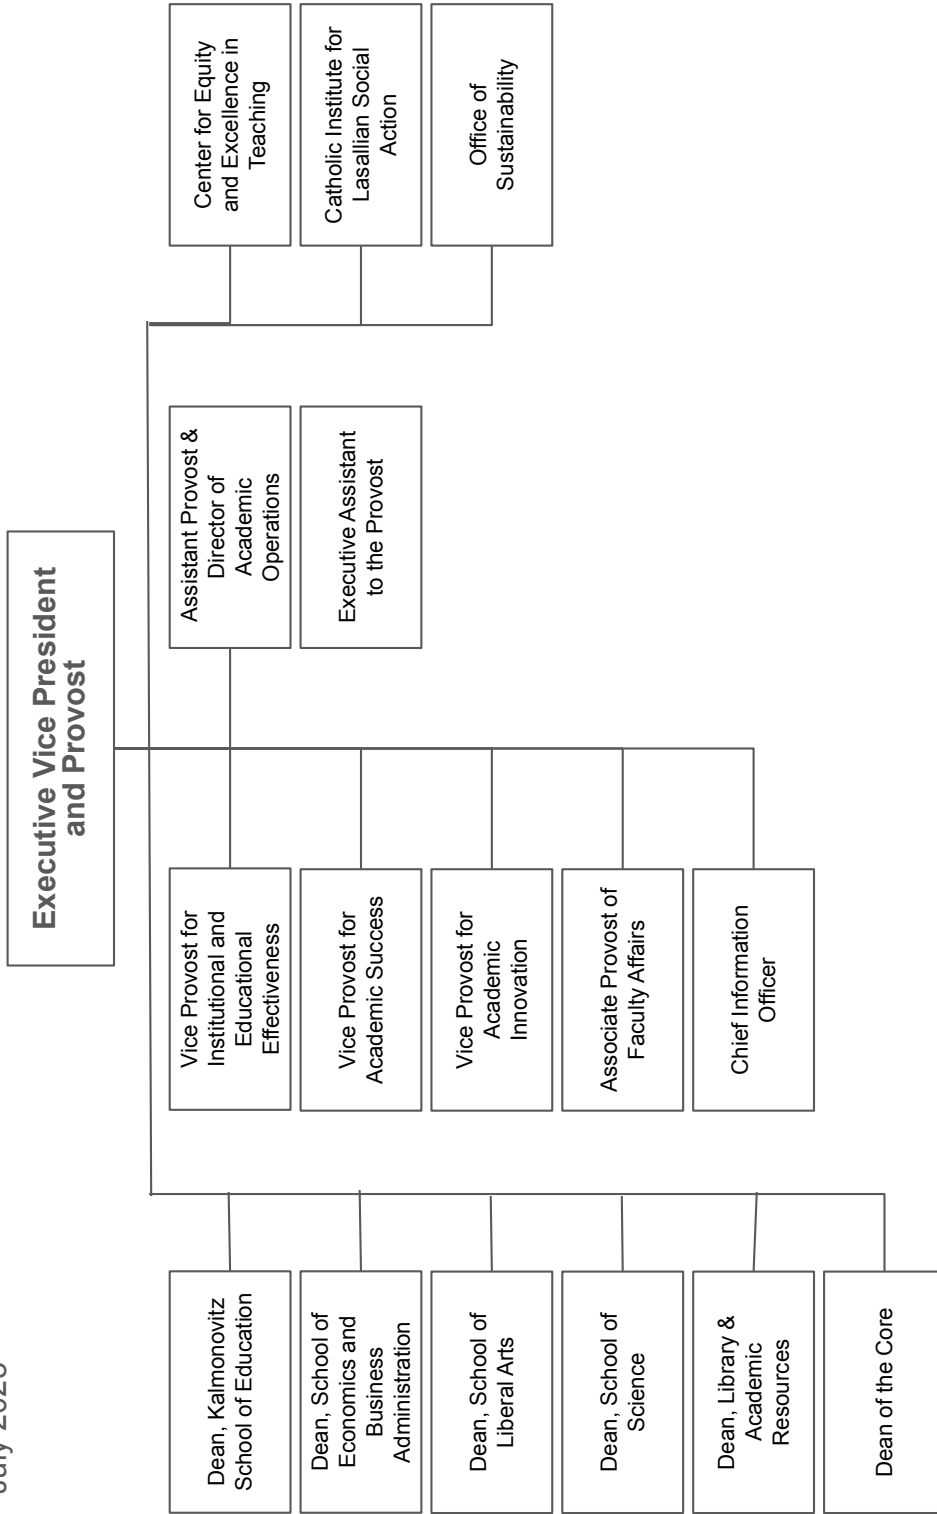 July
Executive Vice President
and Provost
Dean, Kalmonovitz
School of Education
Dean, School of
Economics and
Business
Administration
Dean, School of
Liberal Arts
Dean, School of
Science
Dean, Library &
Academic
Resources
Dean of the Core
Vice Provost for
Institutional and
Educational
Effectiveness
Vice Provost for
Academic Success
Vice Provost for
Academic
Innovation
Associate Provost of
Faculty Affairs
Chief Information
Officer
Assistant Provost &
Director of
Academic
Operations
Executive Assistant
to the Provost
Center for Equity
and Excellence in
Teaching
Catholic Institute for
Lasallian Social
Action
Office of
Sustainability